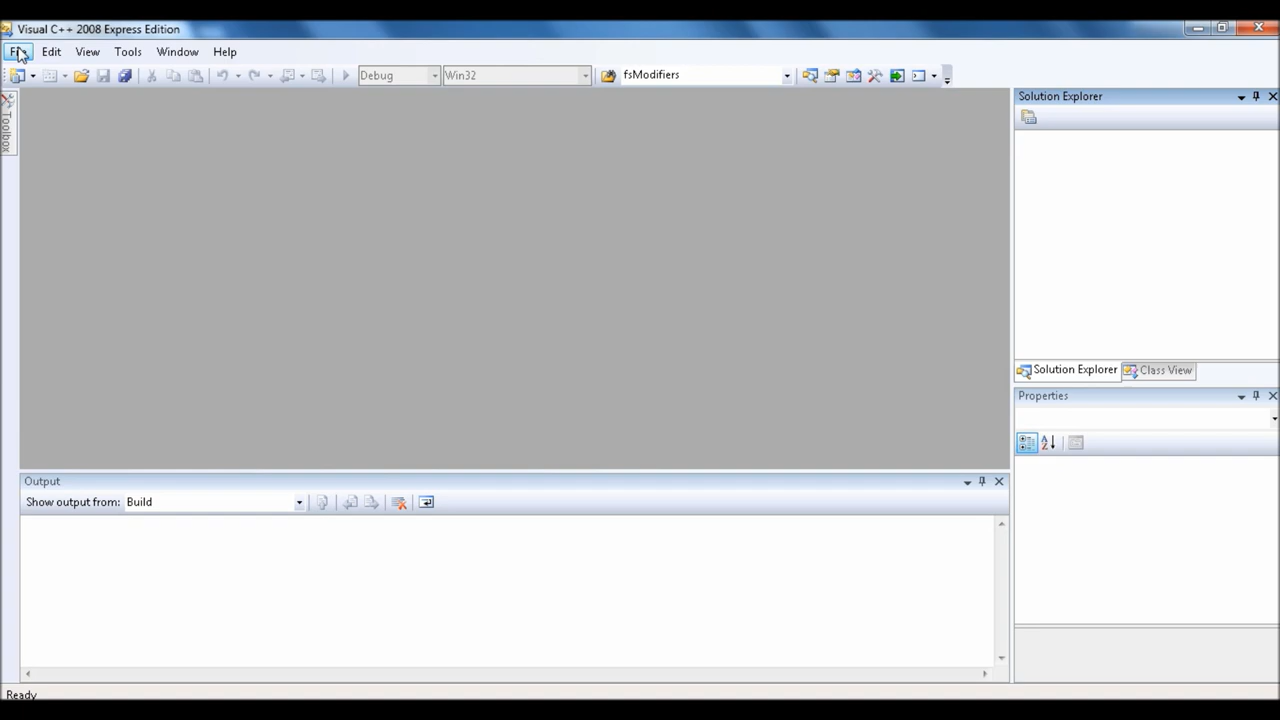 Visual C++ 2008 Express Edition
Edit View Tools Window Help
Debug Win32 fsModifiers
Toolbox
Solution Explorer
Solution Explorer Class View
Properties
Output
Show output from: Build
Ready